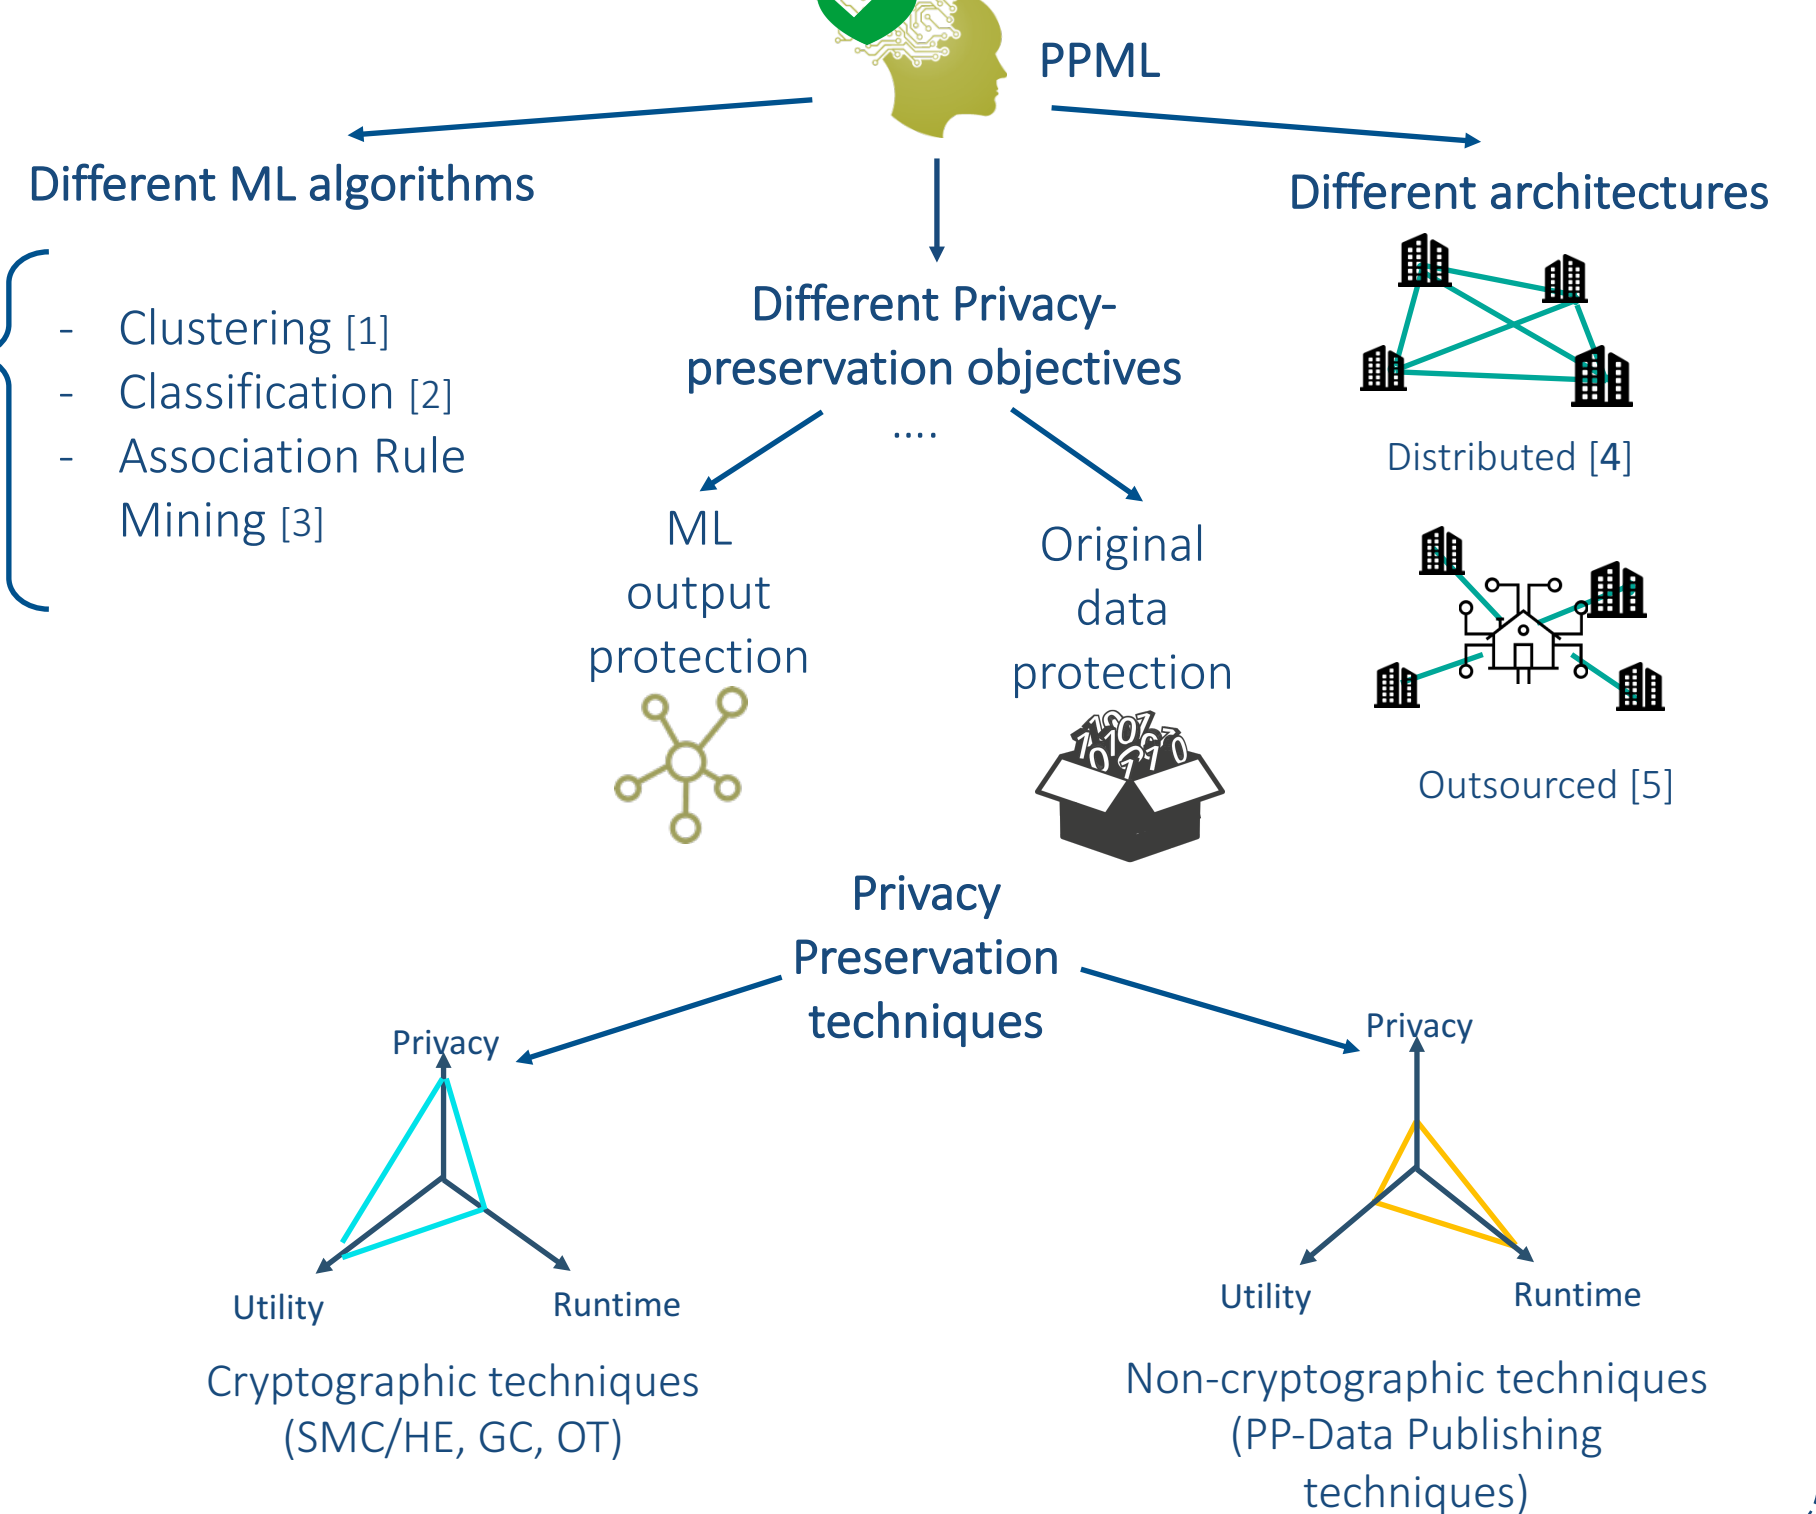 PPML
Different ML algorithms
- Clustering [1]
- Classification [2]
- Association Rule
Mining [3]
Different Privacy-
preservation objectives
....
ML
output
protection
Original
data
protection
Different architectures
Distributed [4]
Outsourced [5]
Privacy
Preservation
techniques
Privacy
Utility
Runtime
Cryptographic techniques
(SMC/HE, GC, OT)
Privacy
Utility
Runtime
Non-cryptographic techniques
(PP-Data Publishing
techniques)